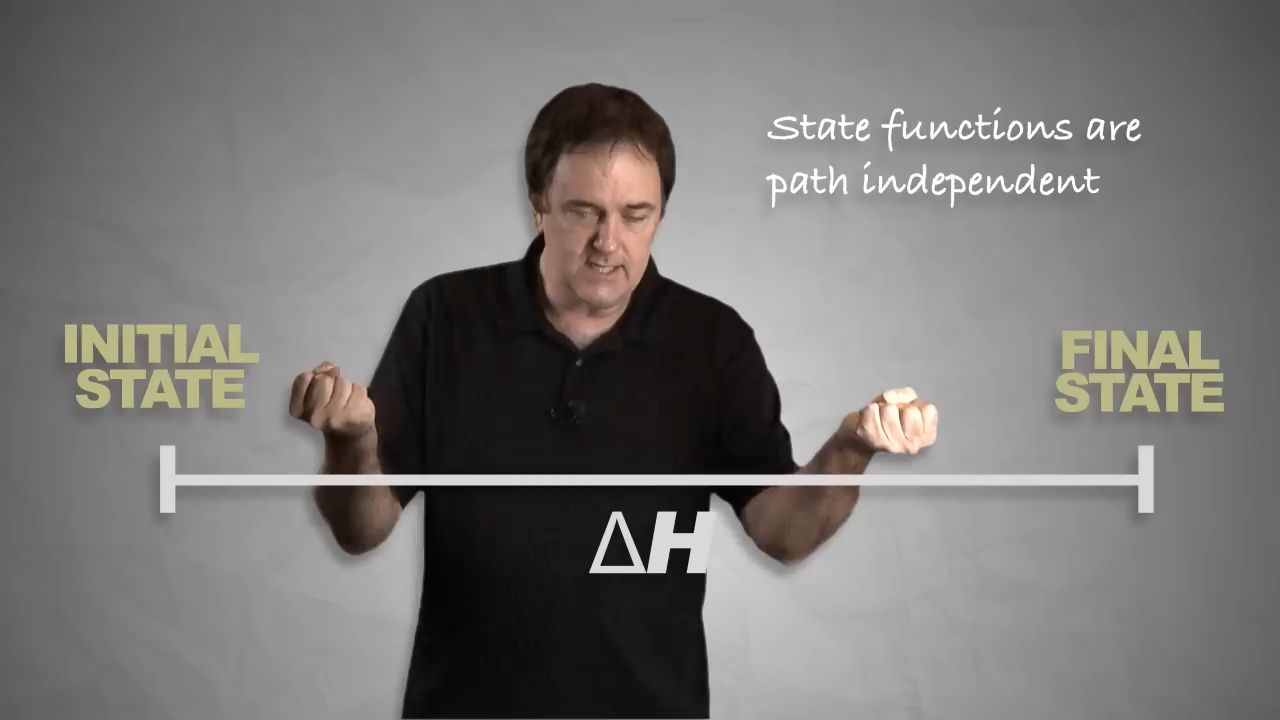 State functions are
path independent
INITIAL
STATE
FINAL
STATE
ΔH